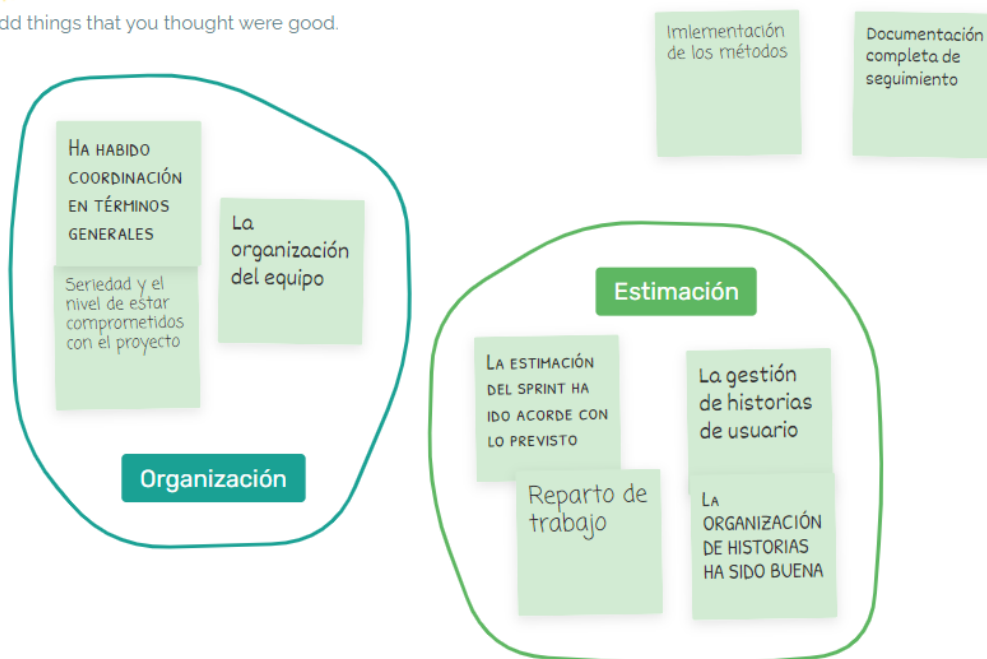 dd things that you thought were good.
Imlementación
de los métodos
Documentación
completa de
seguimiento
Ha habido
coordinación
en términos
generales
La
organización
del equipo
Seriedad y el
nivel de estar
comprometidos
con el proyecto
Organización
Estimación
La estimación
del sprint ha
ido acorde con
lo previsto
La gestión
de historias
de usuario
Reparto de
trabajo
La
organización
de historias
ha sido buena